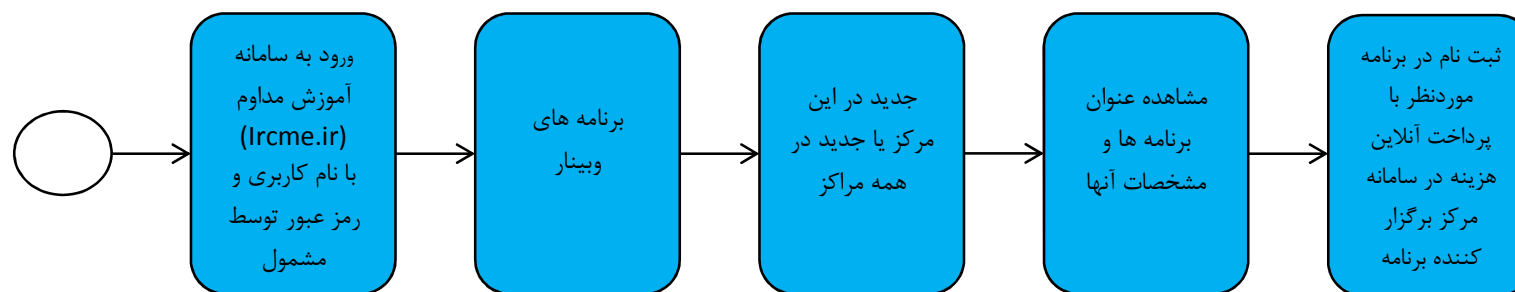 ورود به سامانه
آموزش مداوم
(Ircme.ir)
با نام کاربری و
رمز عبور توسط
مشمول
برنامه های
وبینار
جدید در این
مرکز یا جدید در
همه مراکز
مشاهده عنوان
برنامه ها و
مشخصات آنها
ثبت نام در برنامه
موردنظر با
پرداخت آنلاین
هزینه در سامانه
مرکز برگزار
کننده برنامه